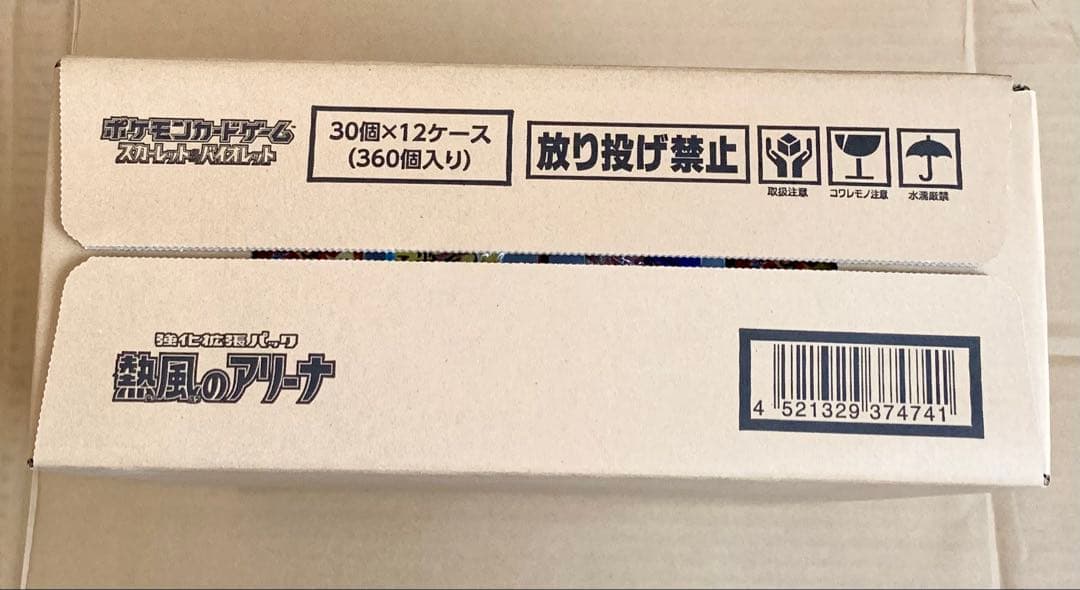 ポケモンカードゲーム
スカーレット&バイオレット
30個×12ケース
(360個入り)
放り投げ禁止
取扱注意
コワレモノ注意
水濡厳禁
強化拡張パック
熱風のアリーナ
4 521329 374741